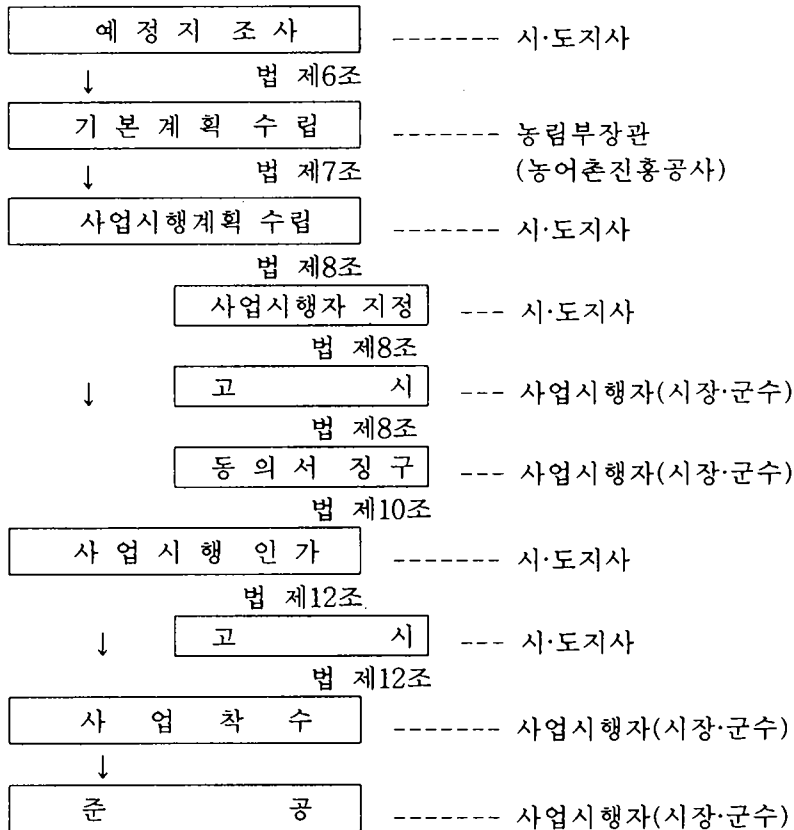 예 정 지 조 사 ------- 시·도지사
↓ 법 제6조
기 본 계 획 수 립 ------- 농림부장관
↓ 법 제7조 (농어촌진흥공사)
사업시행계획 수립 ------- 시·도지사
법 제8조
사업시행자 지정 --- 시·도지사
법 제8조
↓ 고 시 --- 사업시행자(시장·군수)
법 제8조
동 의 서 징 구 --- 사업시행자(시장·군수)
법 제10조
사 업 시 행 인 가 ------- 시·도지사
법 제12조
↓ 고 시 --- 시·도지사
법 제12조
사 업 착 수 ------- 사업시행자(시장·군수)
↓
준 공 ------- 사업시행자(시장·군수)